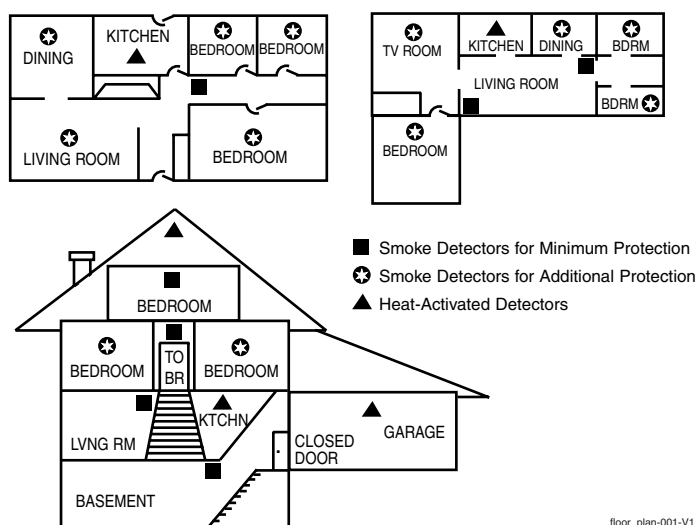 DINING
KITCHEN
BEDROOM
BEDROOM
LIVING ROOM
BEDROOM
TV ROOM
KITCHEN
DINING
BDRM
LIVING ROOM
BDRM
BEDROOM
Smoke Detectors for Minimum Protection
Smoke Detectors for Additional Protection
Heat-Activated Detectors
BEDROOM
BEDROOM
TO
BR
BEDROOM
LVNG RM
KTCHN
CLOSED
DOOR
GARAGE
BASEMENT
floor_plan-001-V1